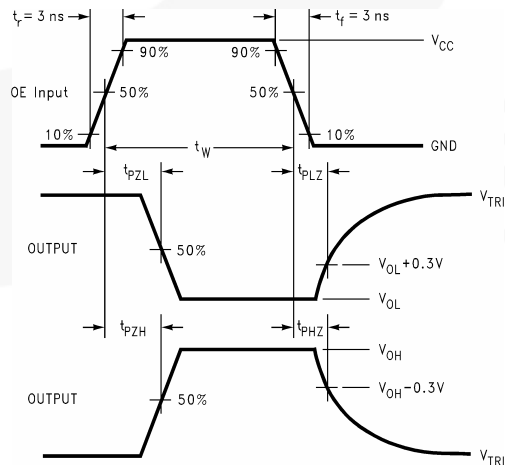 tr = 3 ns
tf = 3 ns
VCC
90%
90%
OE Input
50%
50%
10%
10%
tW
GND
tPZL
tPLZ
VTRI
OUTPUT
50%
VOL+0.3V
VOL
tPZH
tPHZ
VOH
OUTPUT
50%
VOH−0.3V
VTRI